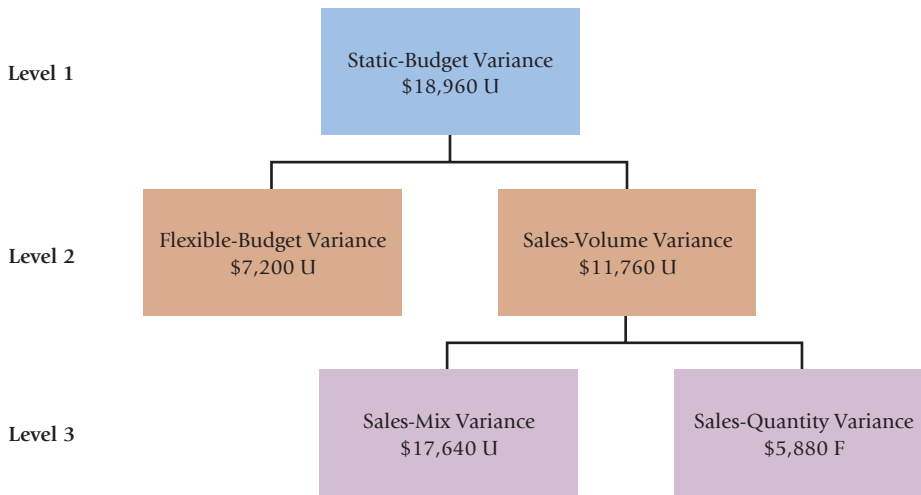 Level 1
Static-Budget Variance
$18,960 U
Level 2
Flexible-Budget Variance
$7,200 U
Sales-Volume Variance
$11,760 U
Level 3
Sales-Mix Variance
$17,640 U
Sales-Quantity Variance
$5,880 F